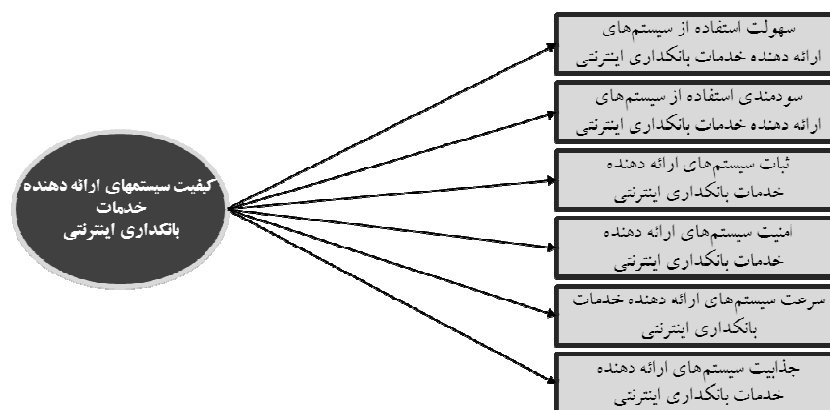 سهولت استفاده از سیستم‌های
ارائه دهنده خدمات بانکداری اینترنتی
سودمندی استفاده از سیستم‌های
ارائه دهنده خدمات بانکداری اینترنتی
ثبات سیستم‌های ارائه دهنده
خدمات بانکداری اینترنتی
امنیت سیستم‌های ارائه دهنده
خدمات بانکداری اینترنتی
سرعت سیستم‌های ارائه دهنده خدمات
بانکداری اینترنتی
جذابیت سیستم‌های ارائه دهنده
خدمات بانکداری اینترنتی
کیفیت سیستمهای ارائه دهنده
خدمات
بانکداری اینترنتی